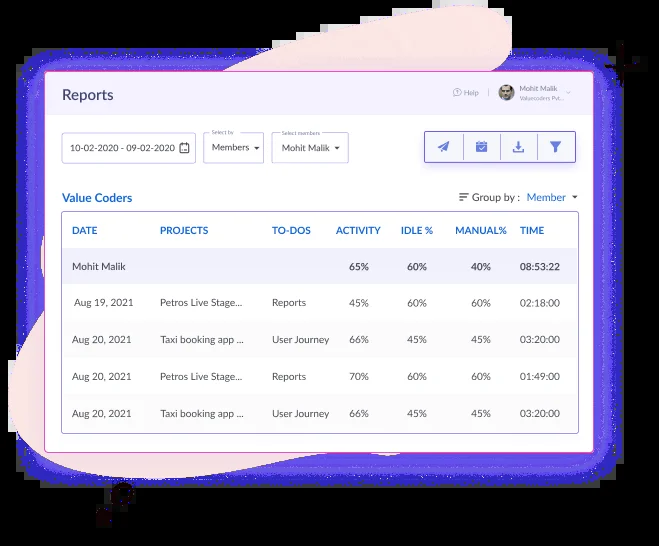 Reports
Help
Mohit Malik
Valuecoders Pvt...
Select by
Select members
10-02-2020 - 09-02-2020
Members
Mohit Malik
Value Coders
Group by : Member
DATE PROJECTS TO-DOS ACTIVITY IDLE % MANUAL% TIME
Mohit Malik 65% 60% 40% 08:53:22
Aug 19, 2021 Petros Live Stage... Reports 45% 60% 60% 02:18:00
Aug 20, 2021 Taxi booking app ... User Journey 66% 45% 45% 03:20:00
Aug 20, 2021 Petros Live Stage... Reports 70% 60% 60% 01:49:00
Aug 20, 2021 Taxi booking app ... User Journey 66% 45% 45% 03:20:00